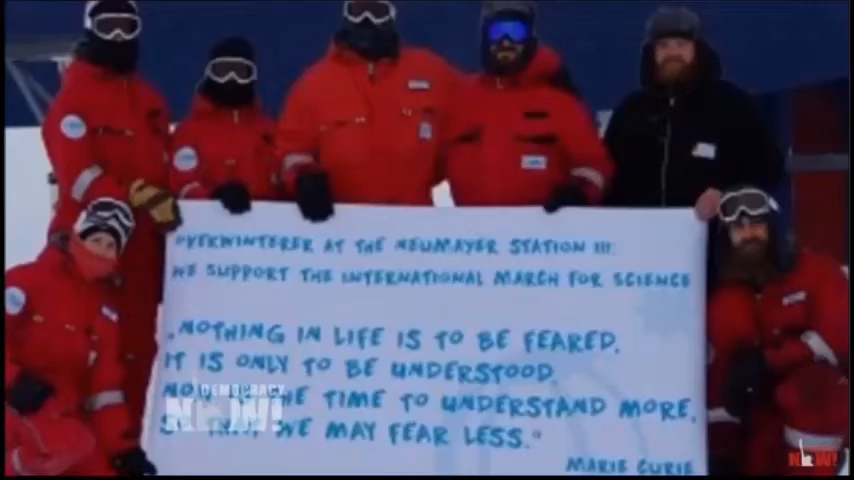 OVERWINTERER AT THE NEUMAYER STATION III:
WE SUPPORT THE INTERNATIONAL MARCH FOR SCIENCE
„NOTHING IN LIFE IS TO BE FEARED.
IT IS ONLY TO BE UNDERSTOOD.
THE TIME TO UNDERSTAND MORE,
WE MAY FEAR LESS."
MARIE CURIE
DEMOCRACY
NOW!
NOW!